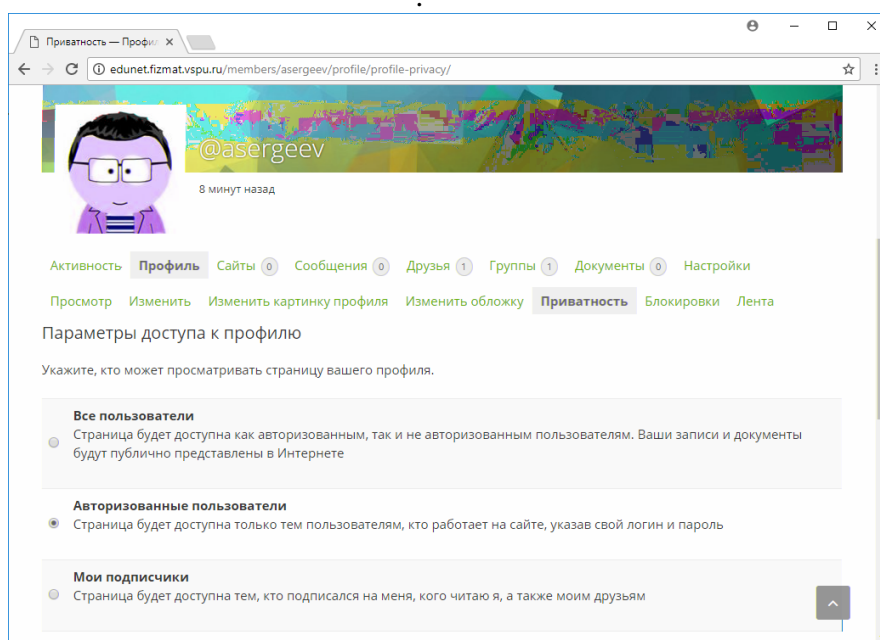 Приватность — Профи
edunet.fizmat.vspu.ru/members/asergeev/profile/profile-privacy/
@asergeev
8 минут назад
Активность Профиль Сайты 0 Сообщения 0 Друзья 1 Группы 1 Документы 0 Настройки
Просмотр Изменить Изменить картинку профиля Изменить обложку Приватность Блокировки Лента
Параметры доступа к профилю
Укажите, кто может просматривать страницу вашего профиля.
Все пользователи
Страница будет доступна как авторизованным, так и не авторизованным пользователям. Ваши записи и документы
будут публично представлены в Интернете
Авторизованные пользователи
Страница будет доступна только тем пользователям, кто работает на сайте, указав свой логин и пароль
Мои подписчики
Страница будет доступна тем, кто подписался на меня, кого читаю я, а также моим друзьям